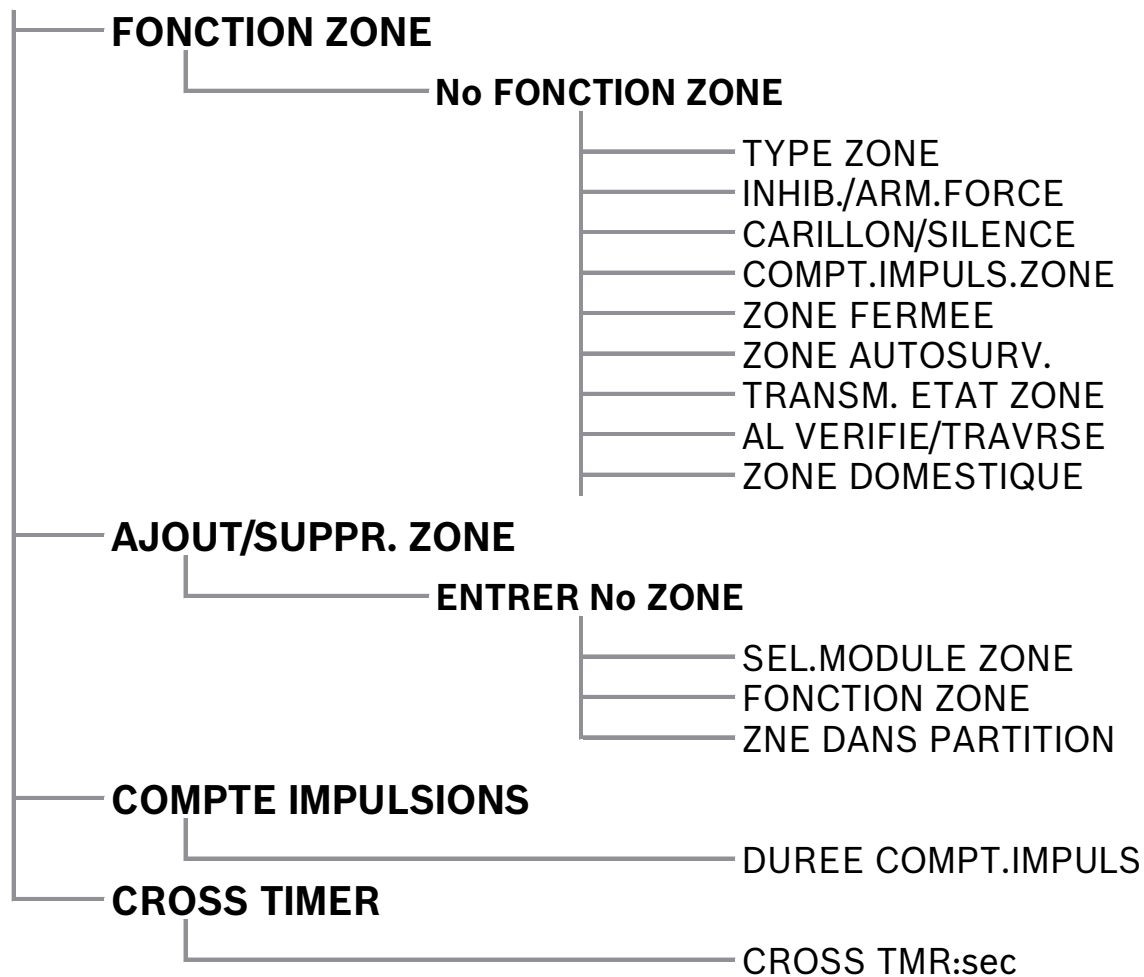 FONCTION ZONE
No FONCTION ZONE
TYPE ZONE
INHIB./ARM.FORCE
CARILLON/SILENCE
COMPT.IMPULS.ZONE
ZONE FERMEE
ZONE AUTOSURV.
TRANSM. ETAT ZONE
AL VERIFIE/TRAVRSE
ZONE DOMESTIQUE
AJOUT/SUPPR. ZONE
ENTRER No ZONE
SEL.MODULE ZONE
FONCTION ZONE
ZNE DANS PARTITION
COMPTE IMPULSIONS
DUREE COMPT.IMPULS
CROSS TIMER
CROSS TMR:sec